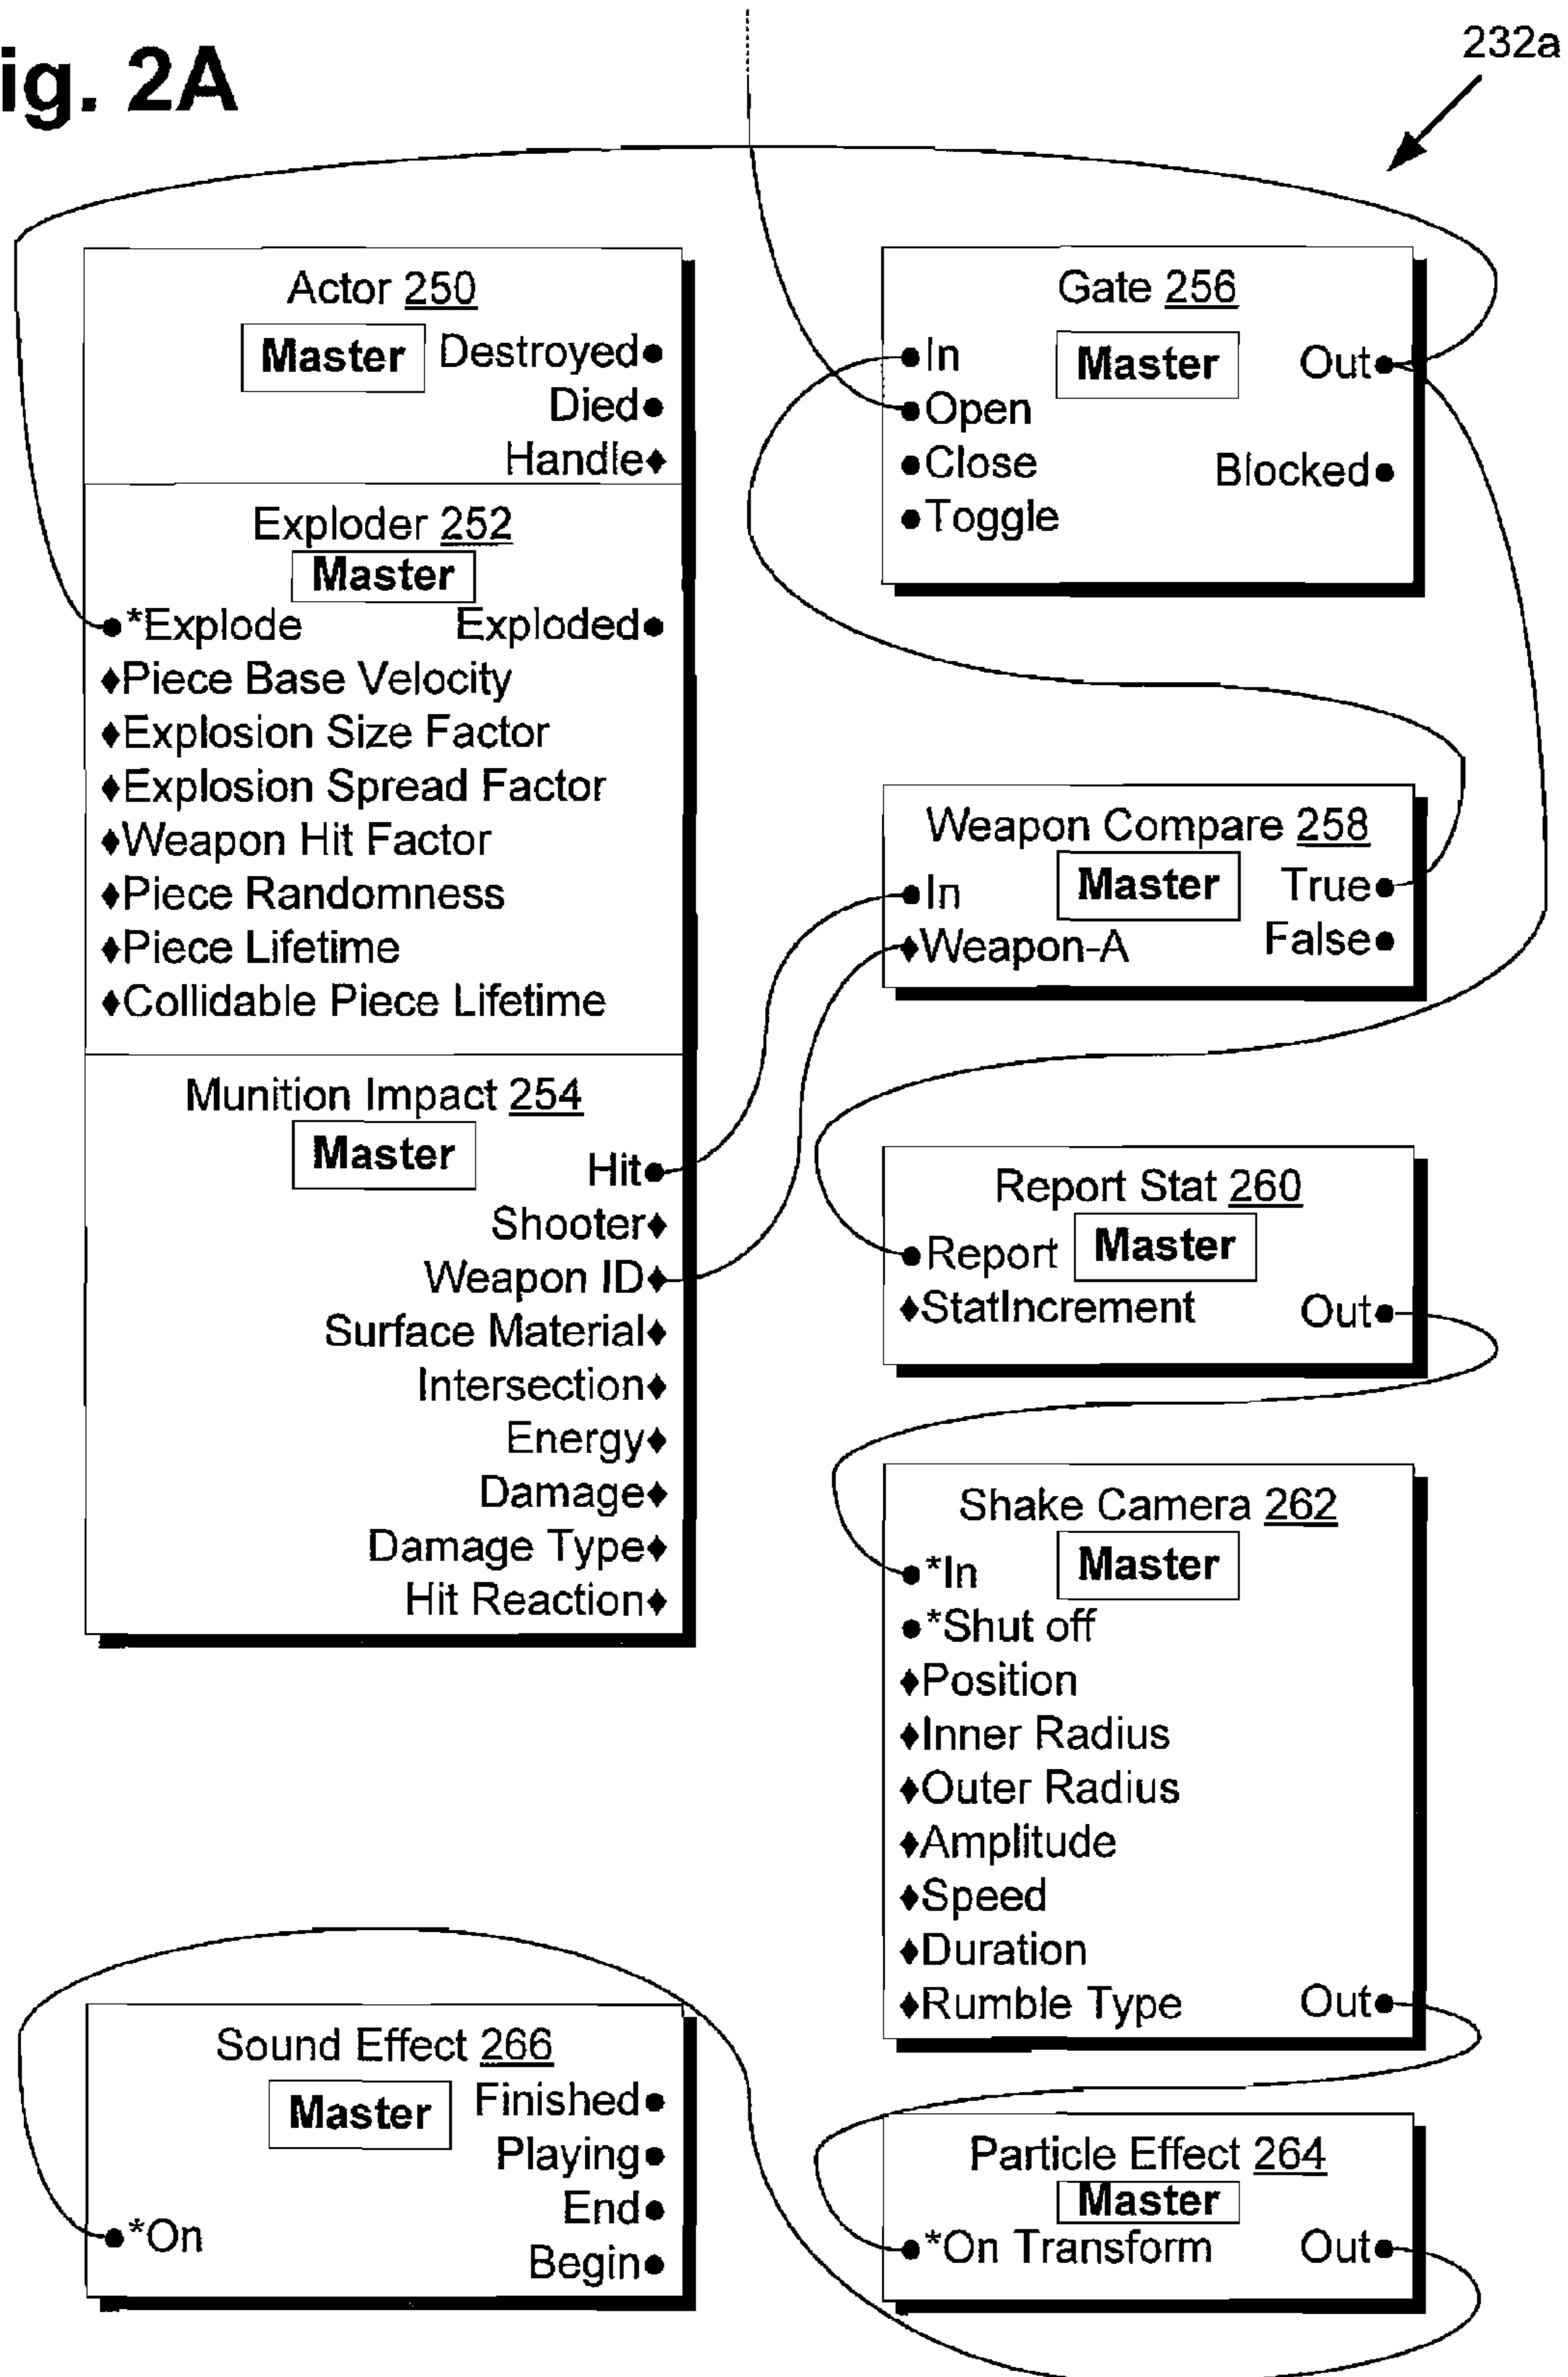 ig. 2A
232a
Actor 250
Master Destroyed
Died
Handle
Exploder 252
Master
*Explode Exploded
Piece Base Velocity
Explosion Size Factor
Explosion Spread Factor
Weapon Hit Factor
Piece Randomness
Piece Lifetime
Collidable Piece Lifetime
Munition Impact 254
Master
Hit
Shooter
Weapon ID
Surface Material
Intersection
Energy
Damage
Damage Type
Hit Reaction
Gate 256
In Master Out
Open
Close Blocked
Toggle
Weapon Compare 258
In Master True
Weapon-A False
Report Stat 260
Report Master
StatIncrement Out
Shake Camera 262
*In Master
*Shut off
Position
Inner Radius
Outer Radius
Amplitude
Speed
Duration
Rumble Type Out
Sound Effect 266
Master Finished
Playing
End
*On
Begin
Particle Effect 264
Master
*On Transform Out